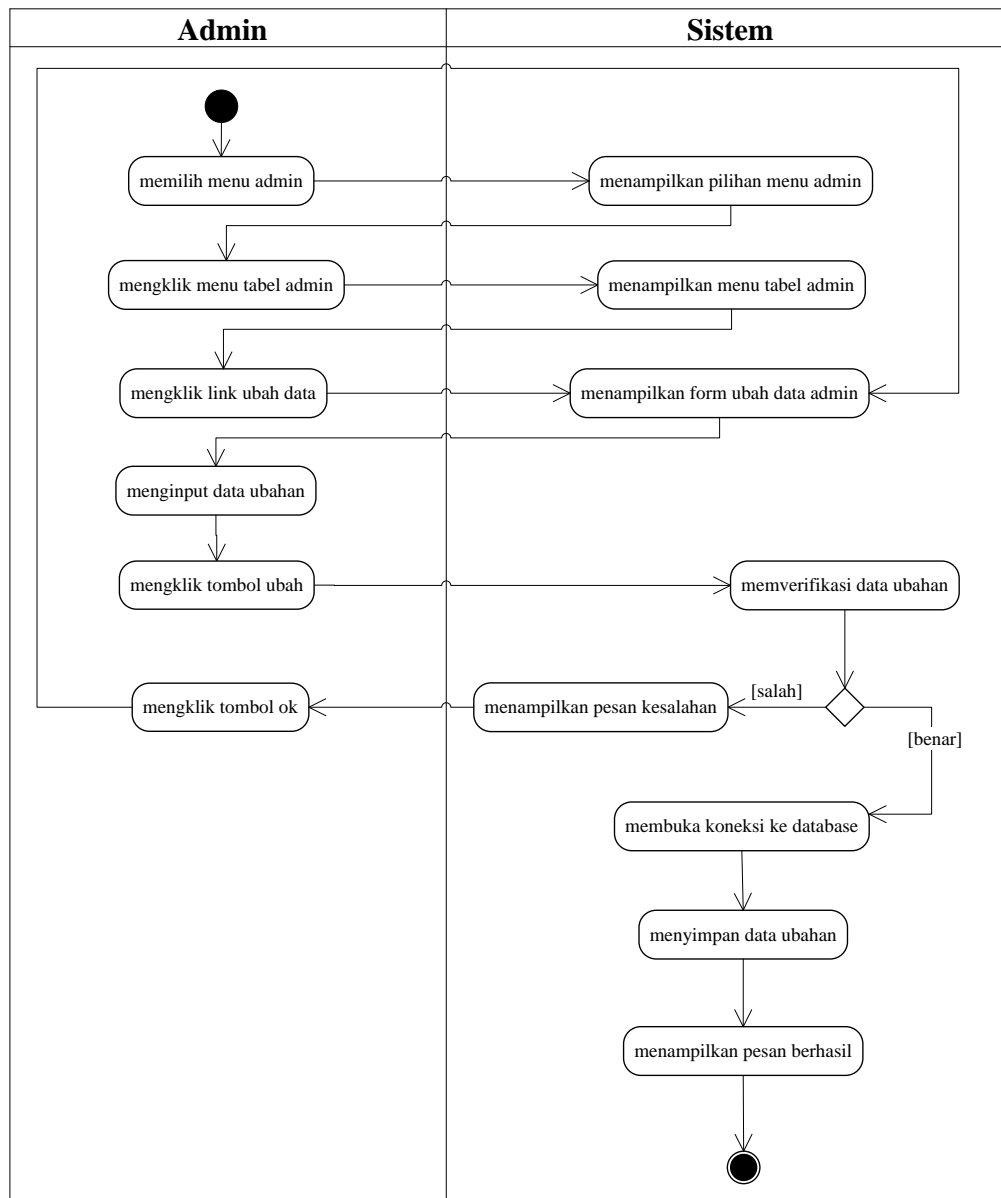 Admin
Sistem
memilih menu admin
menampilkan pilihan menu admin
mengklik menu tabel admin
menampilkan menu tabel admin
mengklik link ubah data
menampilkan form ubah data admin
menginput data ubahan
mengklik tombol ubah
memverifikasi data ubahan
[salah]
mengklik tombol ok
menampilkan pesan kesalahan
[benar]
membuka koneksi ke database
menyimpan data ubahan
menampilkan pesan berhasil